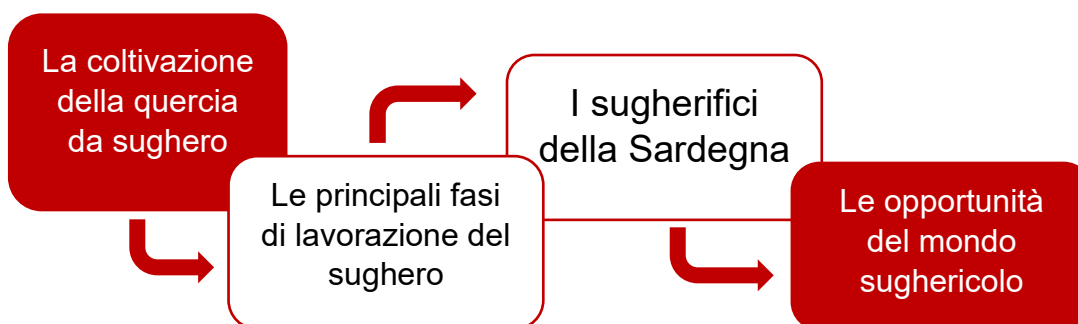 La coltivazione
della quercia
da sughero
Le principali fasi
di lavorazione del
sughero
I sugherifici
della Sardegna
Le opportunità
del mondo
sughericolo